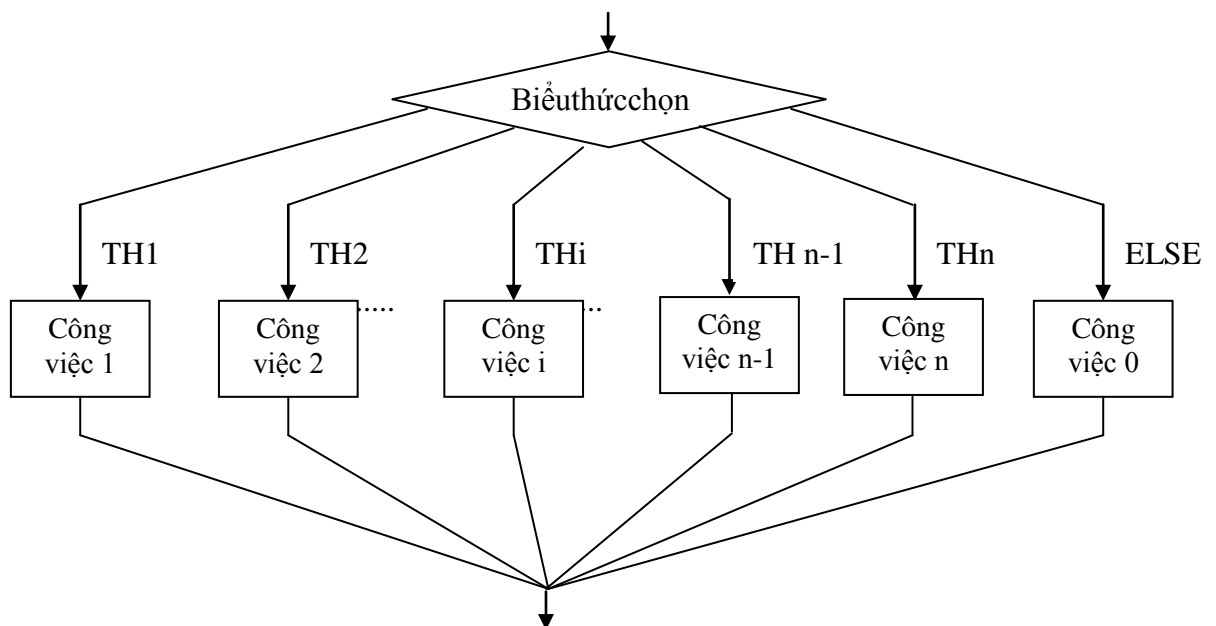 Biểuthứcchọn
TH1
TH2
THi
TH n-1
THn
ELSE
Công
việc 1
Công
việc 2
.....
Công
việc i
...
Công
việc n-1
Công
việc n
Công
việc 0